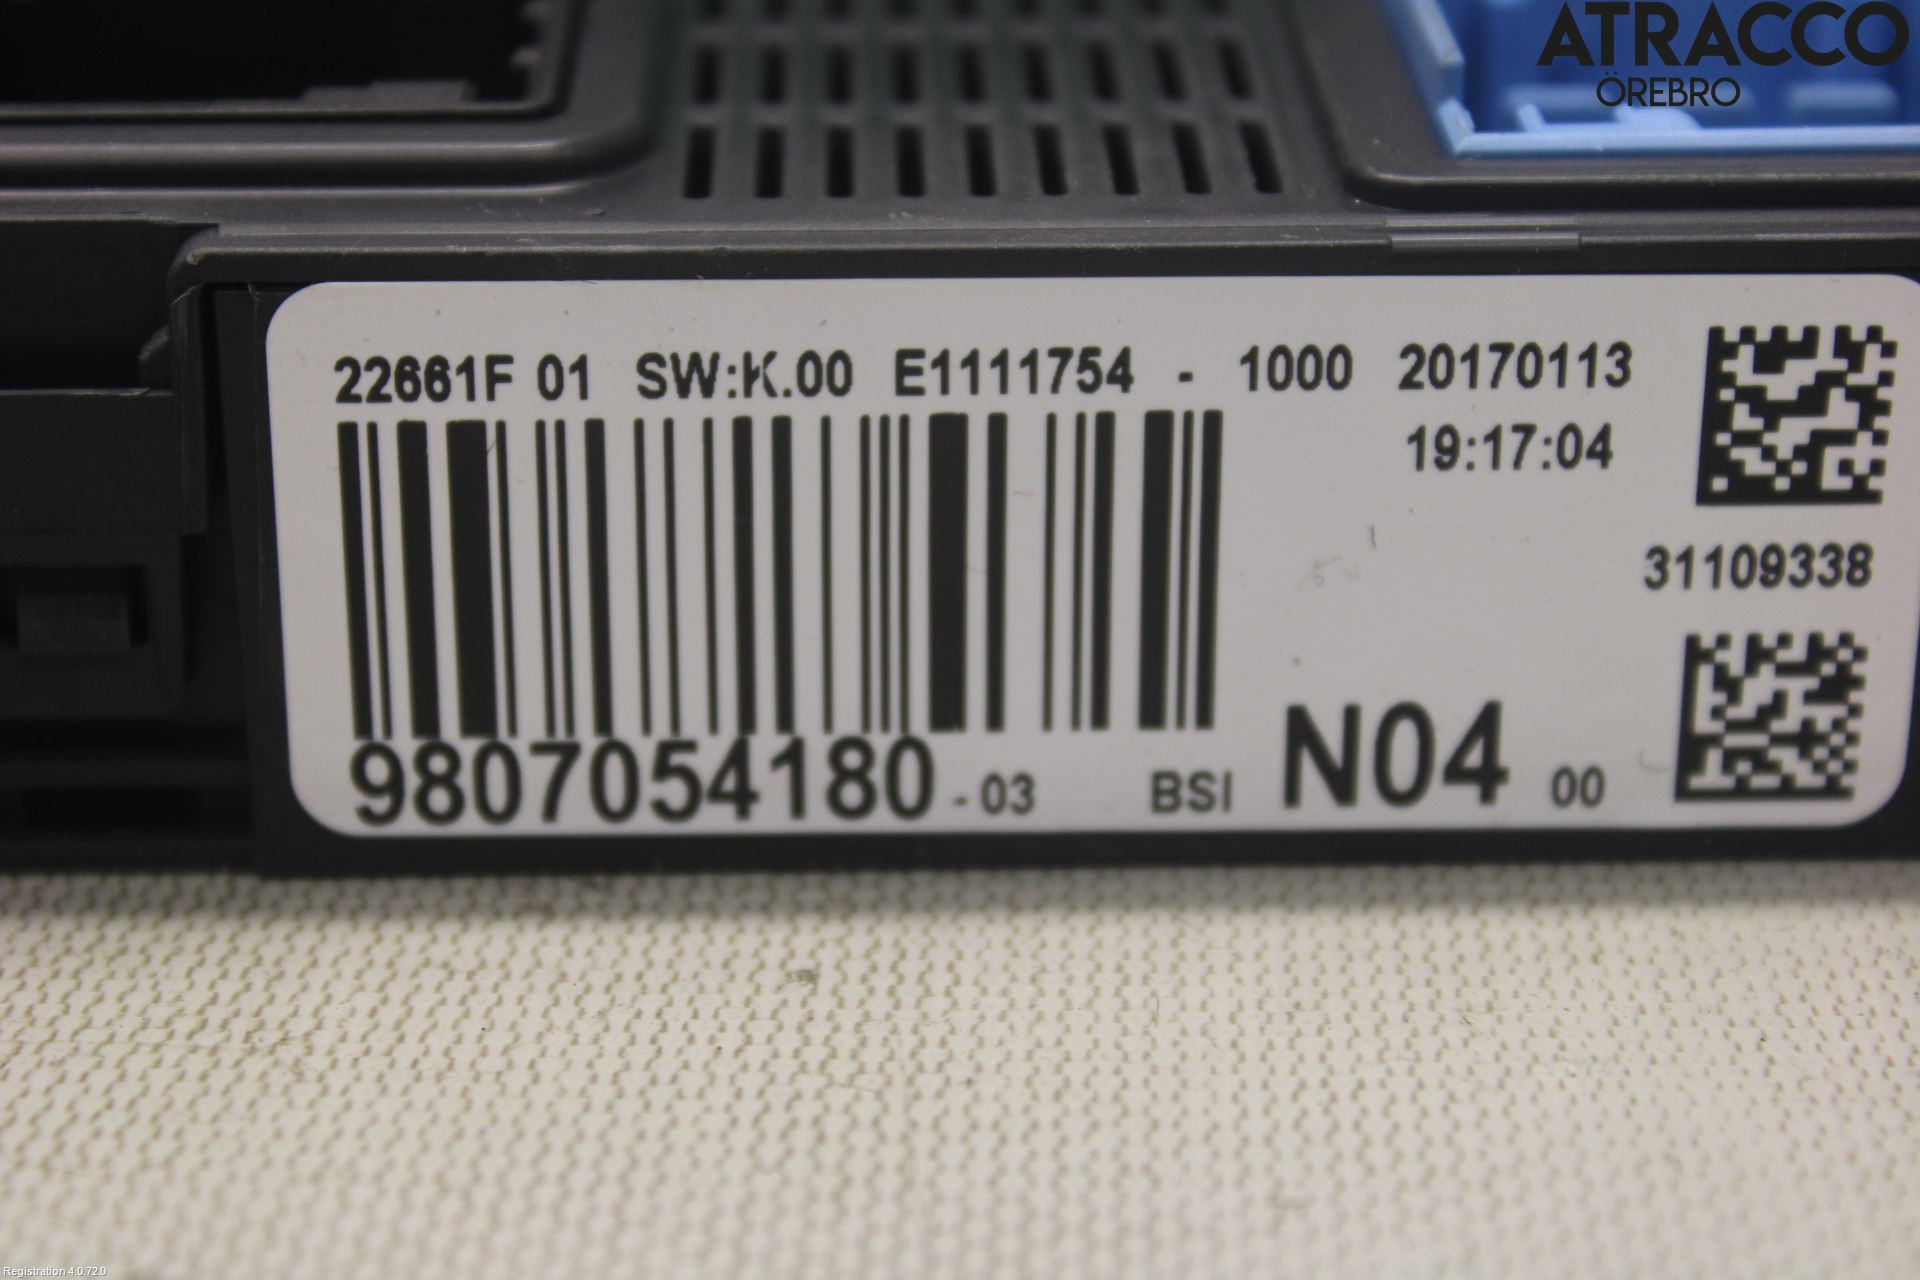 ATRACCO
ÖREBRO
22661F 01 SW:K.00 E1111754 - 1000 20170113
19:17:04
31109338
9807054180 - 03 BSI N04 00
Registration 4.0.72.0